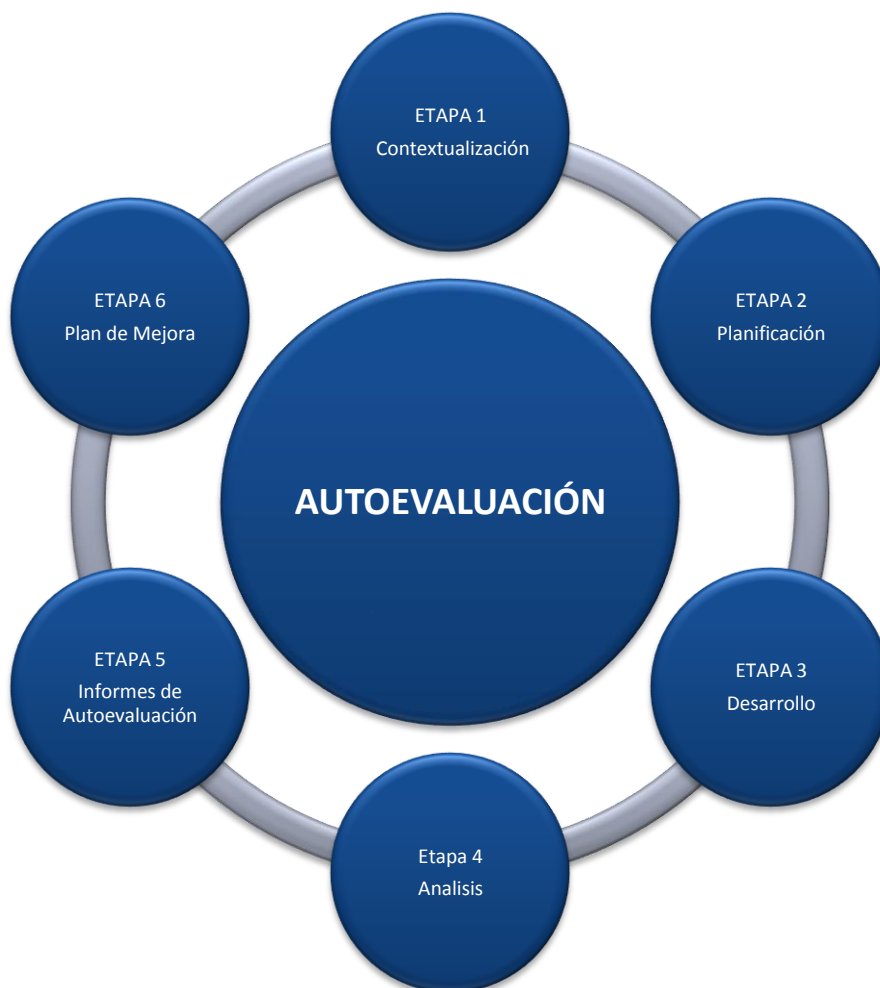 ETAPA 1
Contextualización
ETAPA 2
Planificación
ETAPA 3
Desarrollo
Etapa 4
Analisis
ETAPA 5
Informes de
Autoevaluación
ETAPA 6
Plan de Mejora
AUTOEVALUACIÓN